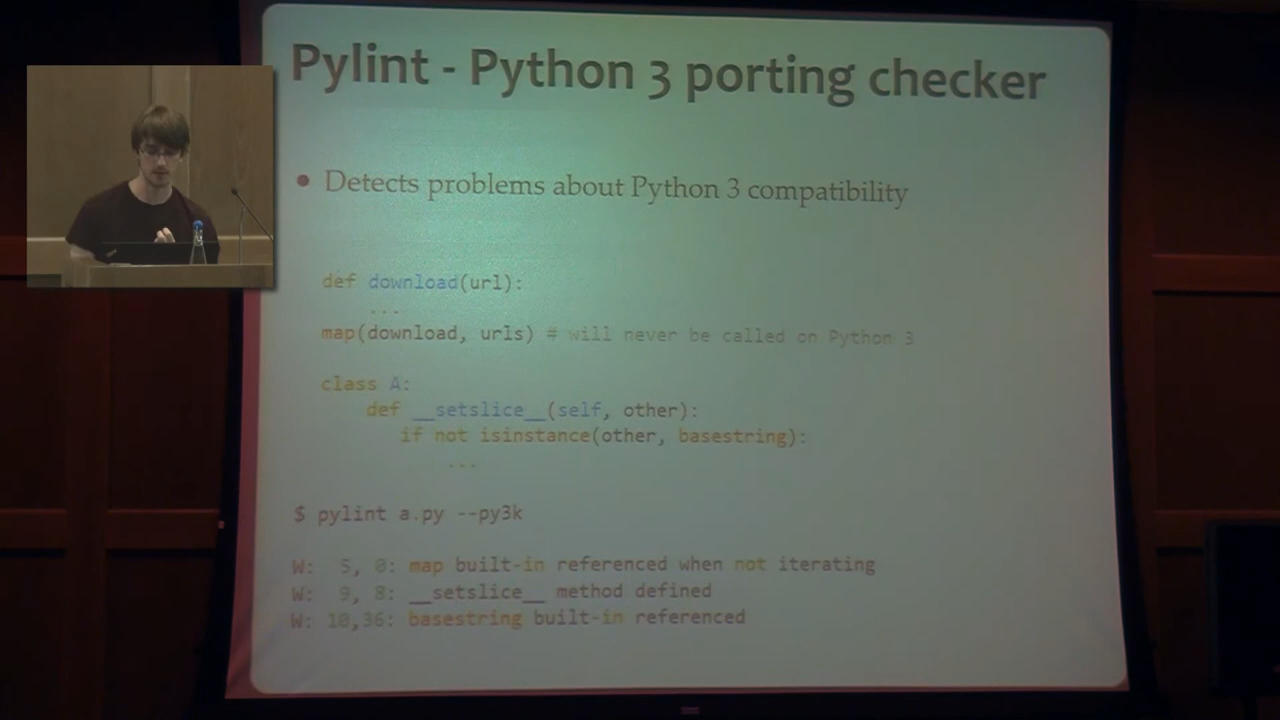 Pylint - Python 3 porting checker
• Detects problems about Python 3 compatibility
def download(url):
...
map(download, urls) # will never be called on Python 3
class A:
def __setslice__(self, other):
if not isinstance(other, basestring):
...
$ pylint a.py --py3k
W: 5, 0: map built-in referenced when not iterating
W: 9, 8: __setslice__ method defined
W: 10,36: basestring built-in referenced